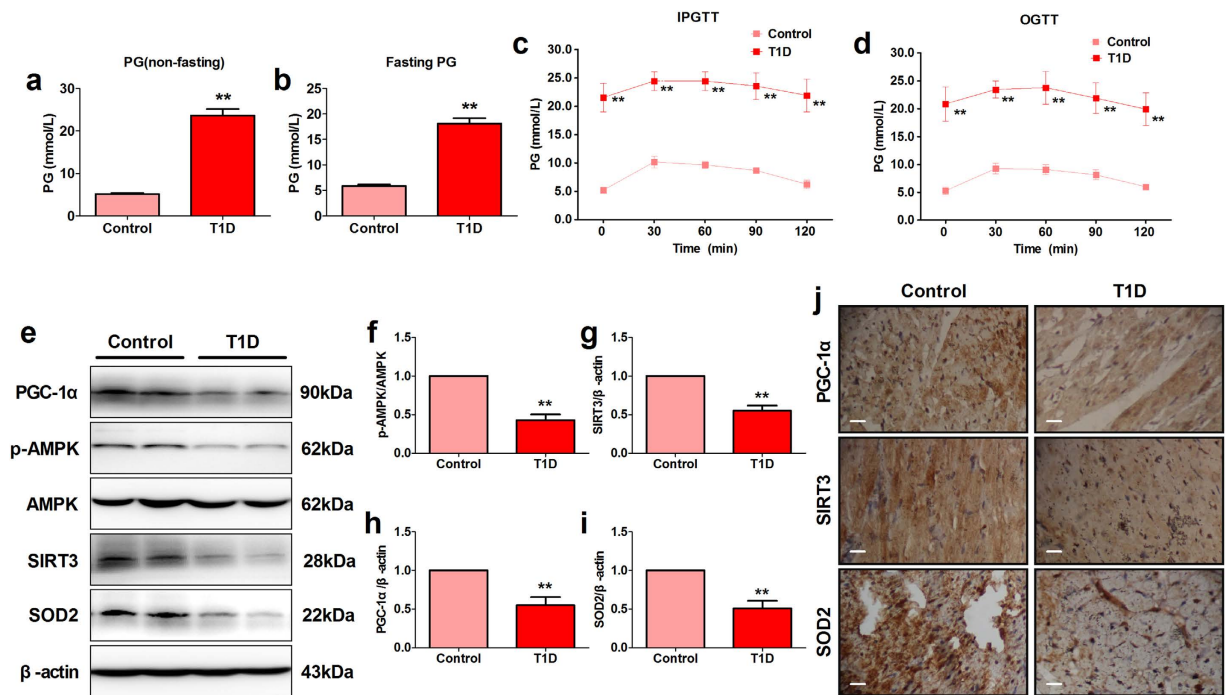 a
PG(non-fasting)
PG (mmol/L)
30
20
10
0
**
Control
T1D
b
Fasting PG
PG (mmol/L)
25
20
15
10
5
0
**
Control
T1D
c
IPGTT
Control
T1D
PG (mmol/L)
30.0
25.0
20.0
15.0
10.0
5.0
0.0
** ** ** ** **
0 30 60 90 120
Time (min)
d
OGTT
Control
T1D
PG (mmol/L)
30.0
25.0
20.0
15.0
10.0
5.0
0.0
** ** ** ** **
0 30 60 90 120
Time (min)
e
Control T1D
PGC-1α 90kDa
p-AMPK 62kDa
AMPK 62kDa
SIRT3 28kDa
SOD2 22kDa
β -actin 43kDa
f
p-AMPK/AMPK
1.5
1.0
0.5
0.0
**
Control
T1D
g
SIRT3/β -actin
1.5
1.0
0.5
0.0
**
Control
T1D
h
PGC-1α/β -actin
1.5
1.0
0.5
0.0
**
Control
T1D
i
SOD2/β -actin
1.5
1.0
0.5
0.0
**
Control
T1D
j
Control T1D
PGC-1α
SIRT3
SOD2